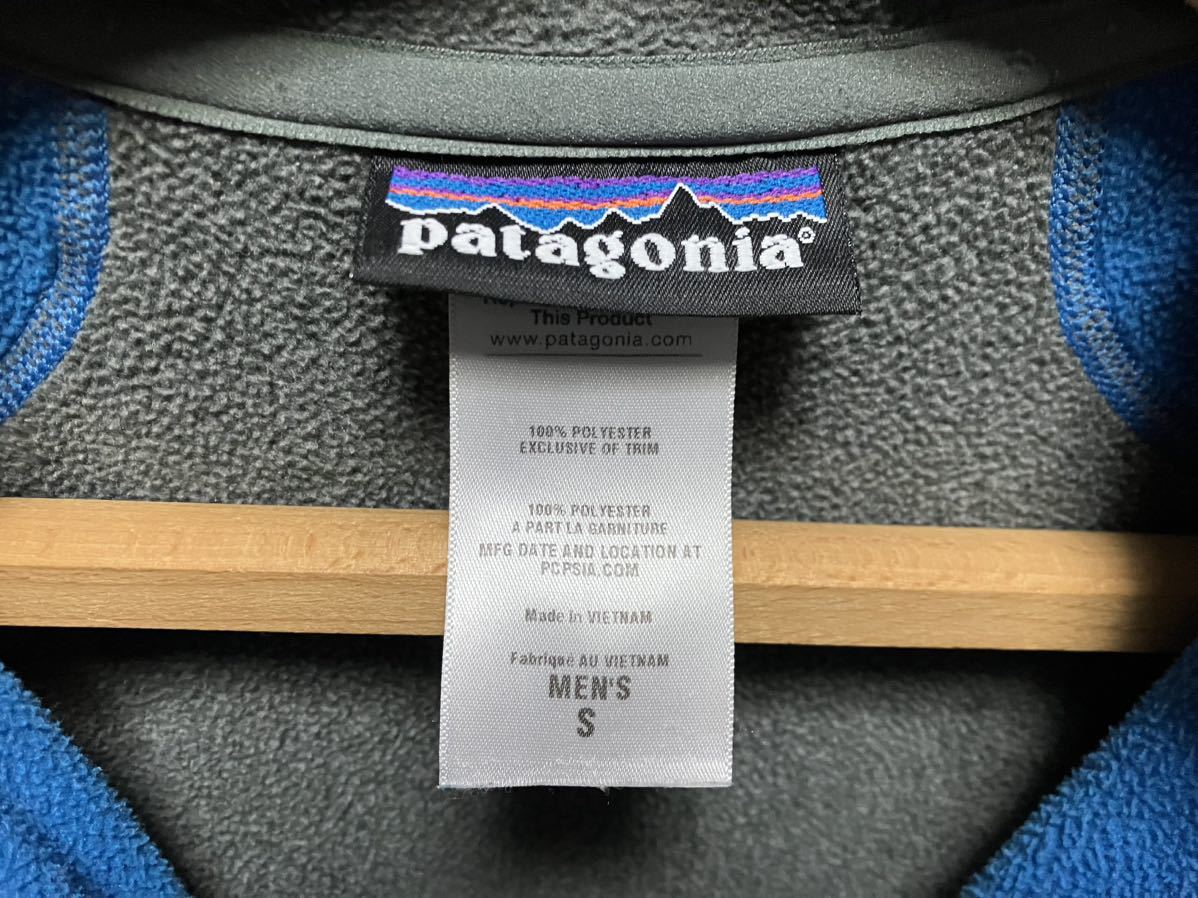 patagonia®
This Product
www.patagonia.com
100% POLYESTER
EXCLUSIVE OF TRIM
100% POLYESTER
A PART LA GARNITURE
MFG DATE AND LOCATION AT
PCPSIA.COM
Made in VIETNAM
Fabriqué AU VIETNAM
MEN'S
S